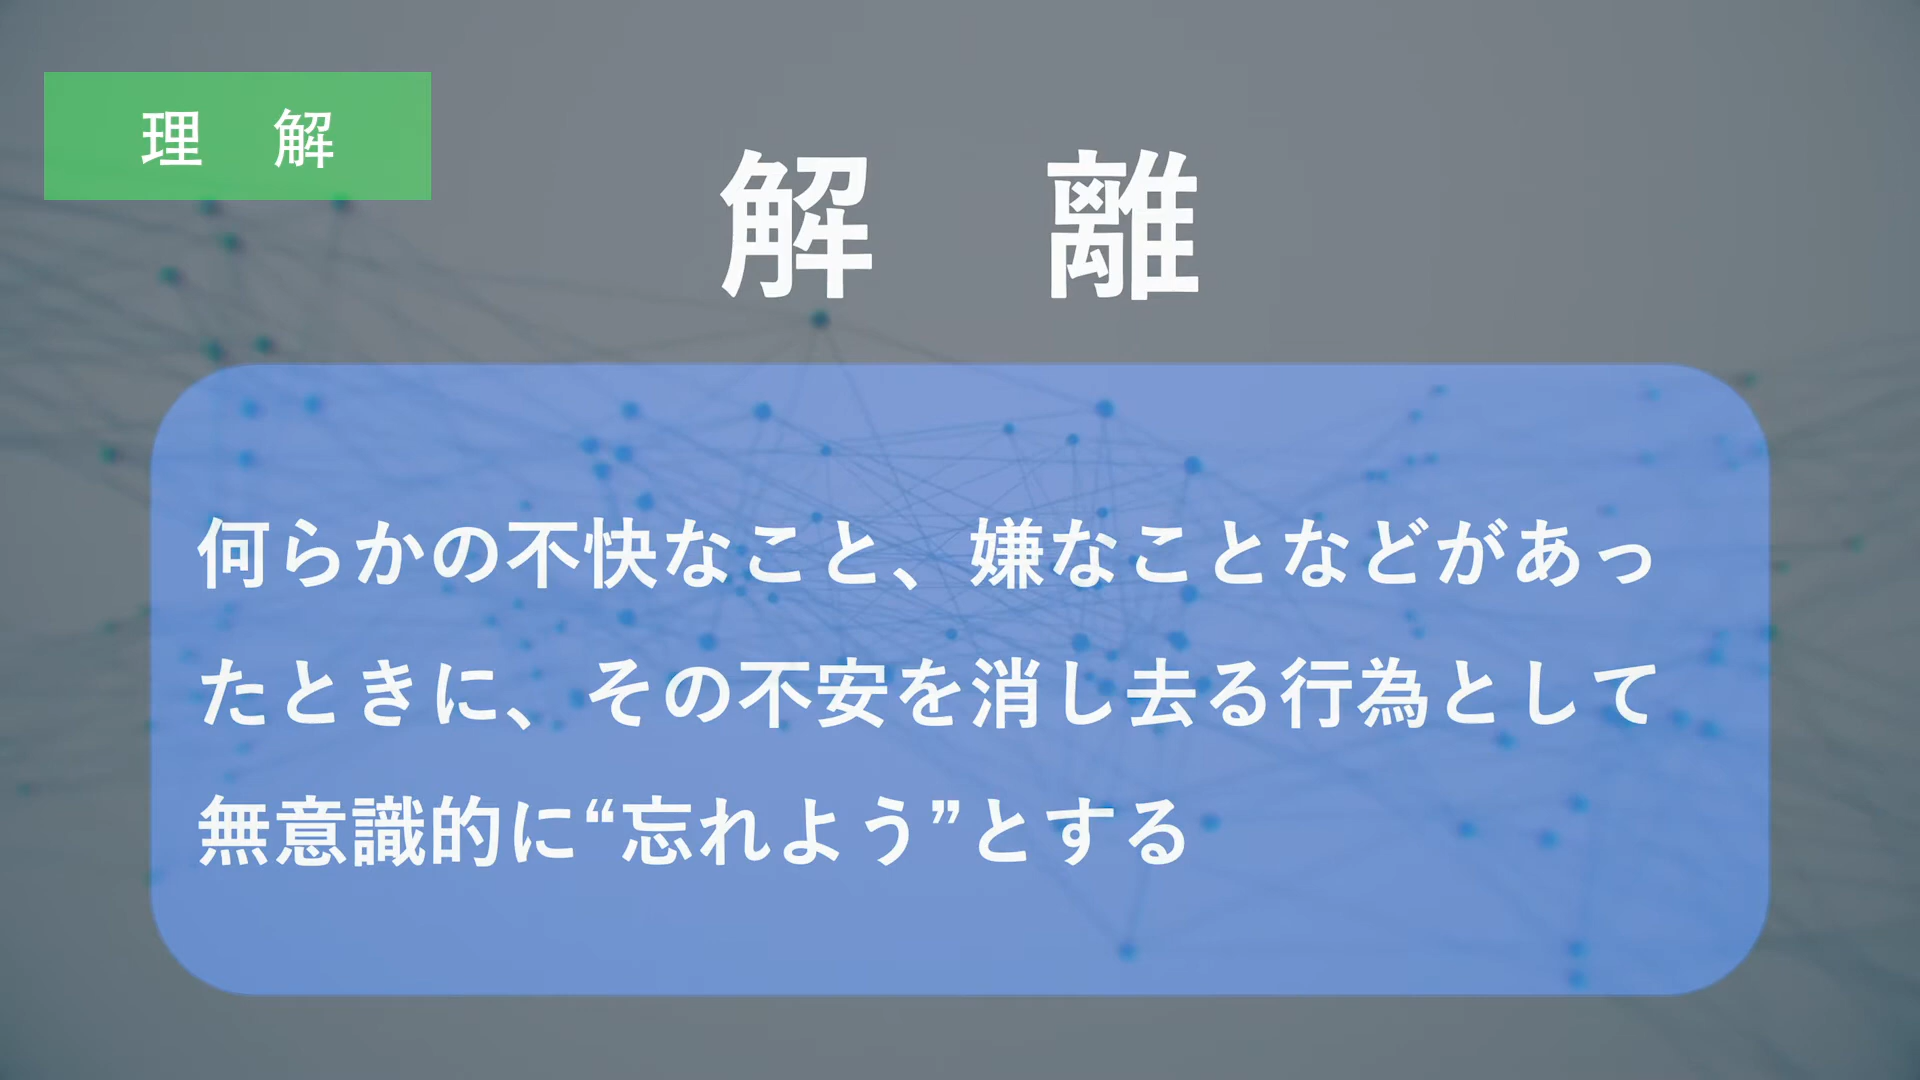 理　解
解　離
何らかの不快なこと、嫌なことなどがあっ
たときに、その不安を消し去る行為として
無意識的に“忘れよう”とする